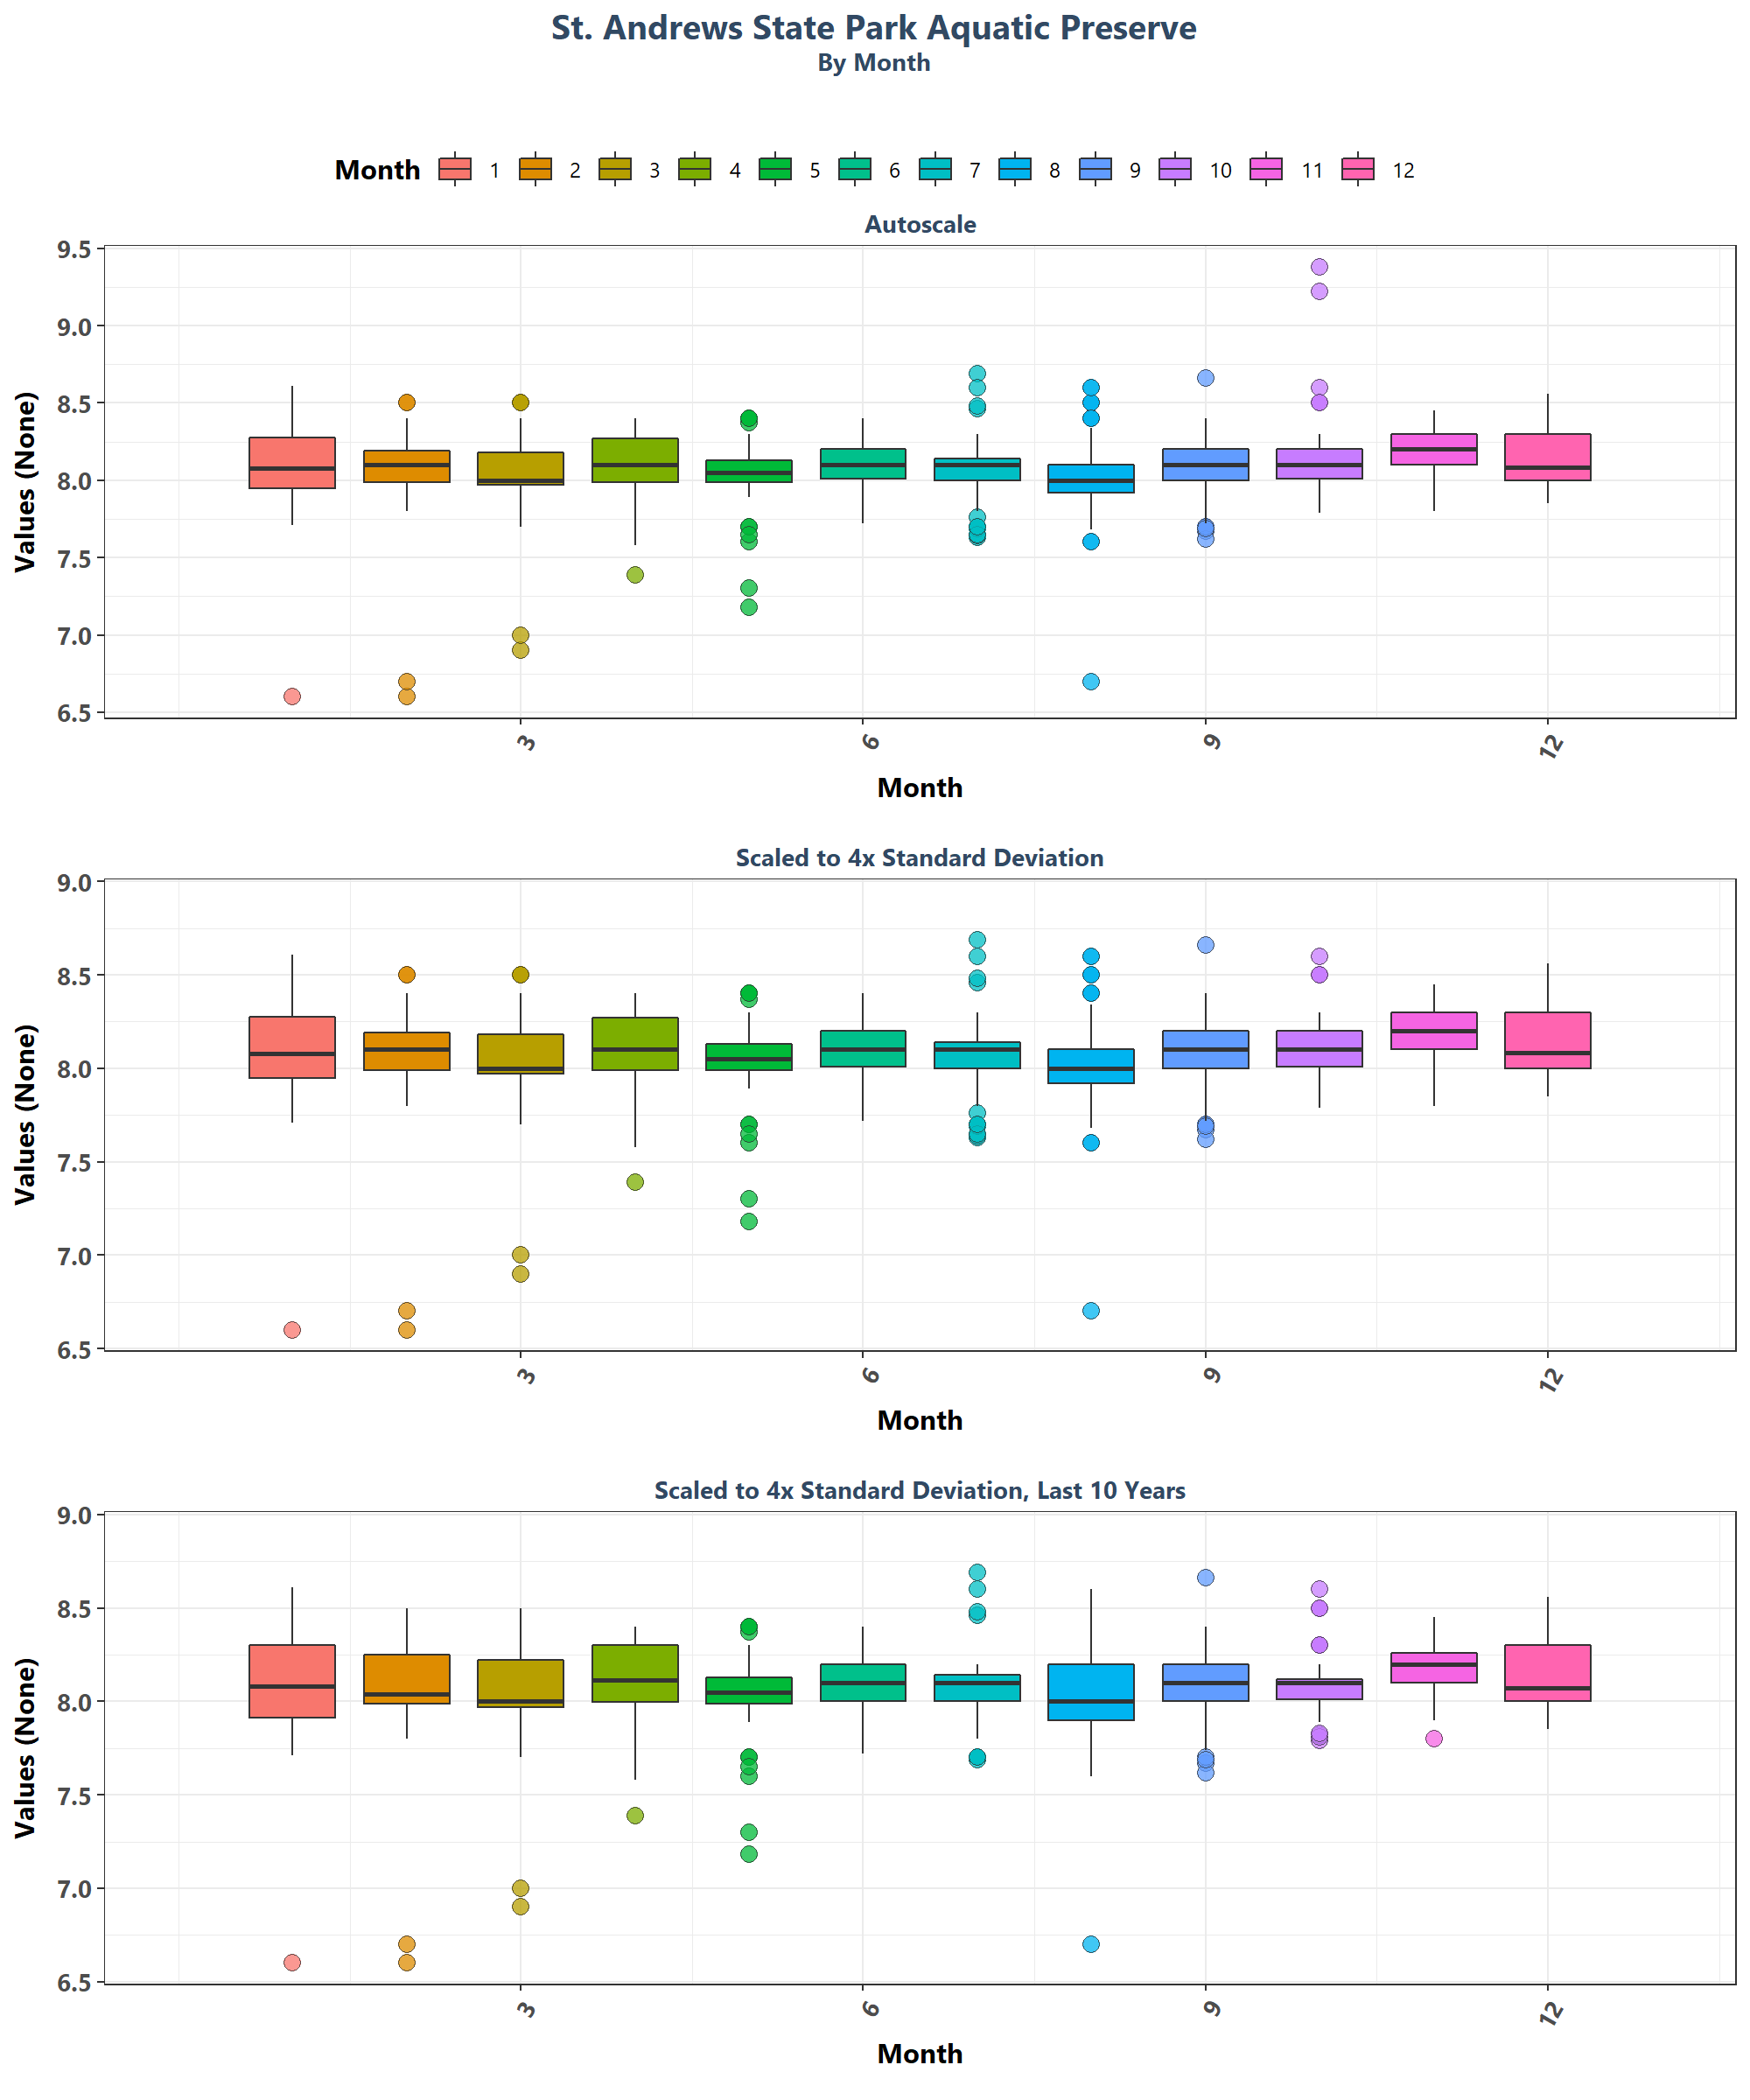 St. Andrews State Park Aquatic Preserve
By Month
Month 1 2 3 4 5 6 7 8 9 10 11 12
Autoscale
Values (None)
9.5
9.0
8.5
8.0
7.5
7.0
6.5
3 6 9 12
Month
Scaled to 4x Standard Deviation
Values (None)
9.0
8.5
8.0
7.5
7.0
6.5
3 6 9 12
Month
Scaled to 4x Standard Deviation, Last 10 Years
Values (None)
9.0
8.5
8.0
7.5
7.0
6.5
3 6 9 12
Month